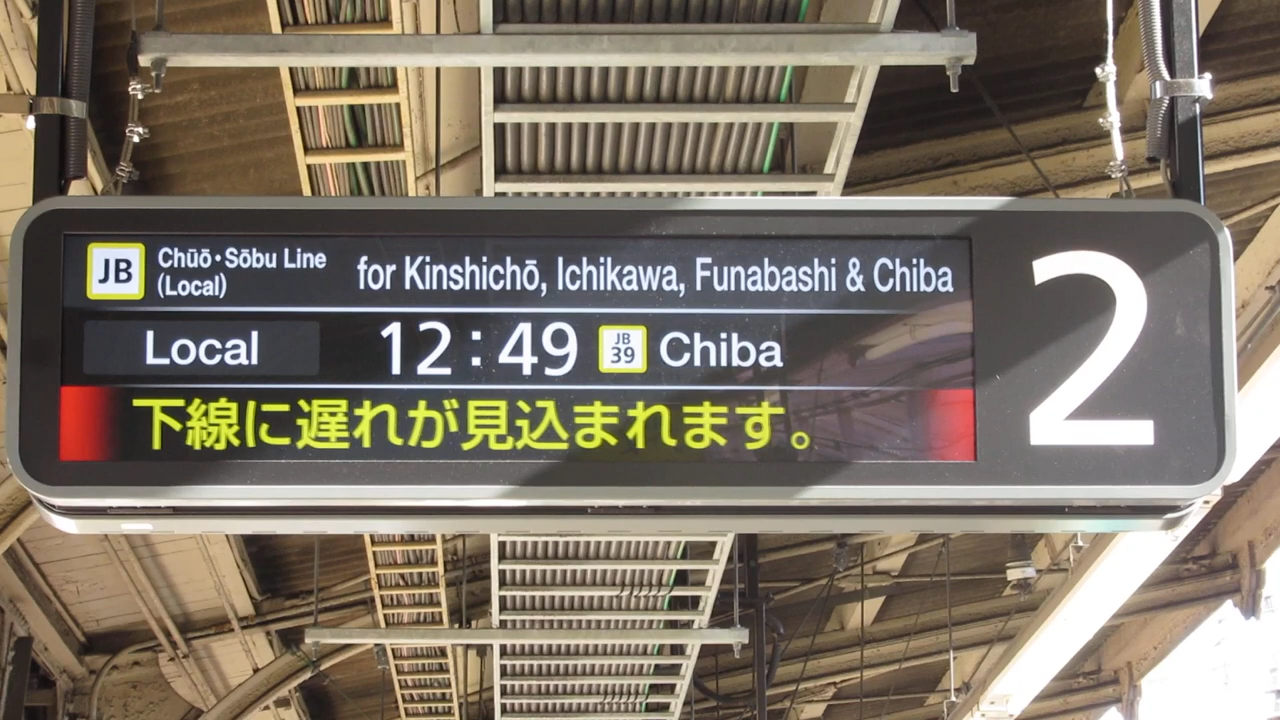 JB Chūō・Sōbu Line (Local) for Kinshichō, Ichikawa, Funabashi & Chiba
Local 12:49 JB 39 Chiba
下線に遅れが見込まれます。
2